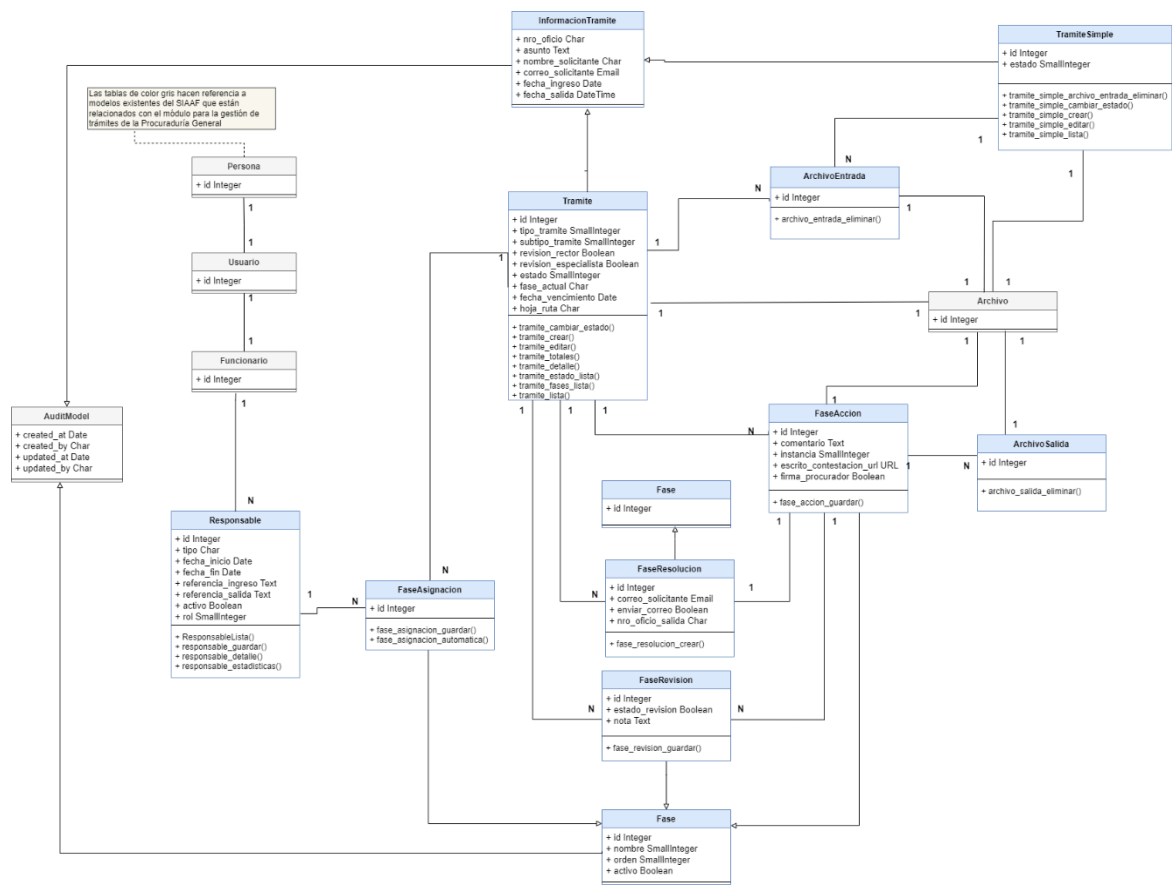 InformacionTramite
+ nro_oficio Char
+ asunto Text
+ nombre_solicitante Char
+ correo_solicitante Email
+ fecha_ingreso Date
+ fecha_salida DateTime
TramiteSimple
+ id Integer
+ estado SmallInteger
+ tramite_simple_archivo_entrada_eliminar()
+ tramite_simple_cambiar_estado()
+ tramite_simple_crear()
+ tramite_simple_editar()
+ tramite_simple_lista()
1
1
Las tablas de color gris hacen referencia a
modelos existentes del SIAAF que están
relacionados con el mòdulo para la gestión de
trámites de la Procuraduría General
Persona
+ id Integer
1
1
Usuario
+ id Integer
1
1
Funcionario
+ id Integer
1
N
ArchivoEntrada
+ id Integer
+ archivo_entrada_eliminar()
N
N
1
Tramite
+ id Integer
+ tipo_tramite SmallInteger
+ subtipo_tramite SmallInteger
+ revision_rector Boolean
+ revision_especialista Boolean
+ estado SmallInteger
+ fase_actual Char
+ fecha_vencimiento Date
+ hoja_ruta Char
+ tramite_cambiar_estado()
+ tramite_crear()
+ tramite_editar()
+ tramite_totales()
+ tramite_detalle()
+ tramite_estado_lista()
+ tramite_fases_lista()
+ tramite_lista()
1
1
1
1
1
1
Archivo
+ id Integer
1
1
1
1
1
AuditModel
+ created_at Date
+ created_by Char
+ updated_at Date
+ updated_by Char
FaseAccion
+ id Integer
+ comentario Text
+ instancia SmallInteger
+ escrito_contestacion_url URL
+ firma_procurador Boolean
+ fase_accion_guardar()
1
N
1
1
1
ArchivoSalida
+ id Integer
+ archivo_salida_eliminar()
1
N
Fase
+ id Integer
Responsable
+ id Integer
+ tipo Char
+ fecha_inicio Date
+ fecha_fin Date
+ referencia_ingreso Text
+ referencia_salida Text
+ activo Boolean
+ rol SmallInteger
+ ResponsableLista()
+ responsable_guardar()
+ responsable_detalle()
+ responsable_estadisticas()
1
N
FaseAsignacion
+ id Integer
+ fase_asignacion_guardar()
+ fase_asignacion_automatica()
N
FaseResolucion
+ id Integer
+ correo_solicitante Email
+ enviar_correo Boolean
+ nro_oficio_salida Char
+ fase_resolucion_crear()
N
1
FaseRevision
+ id Integer
+ estado_revision Boolean
+ nota Text
+ fase_revision_guardar()
N
N
Fase
+ id Integer
+ nombre SmallInteger
+ orden SmallInteger
+ activo Boolean